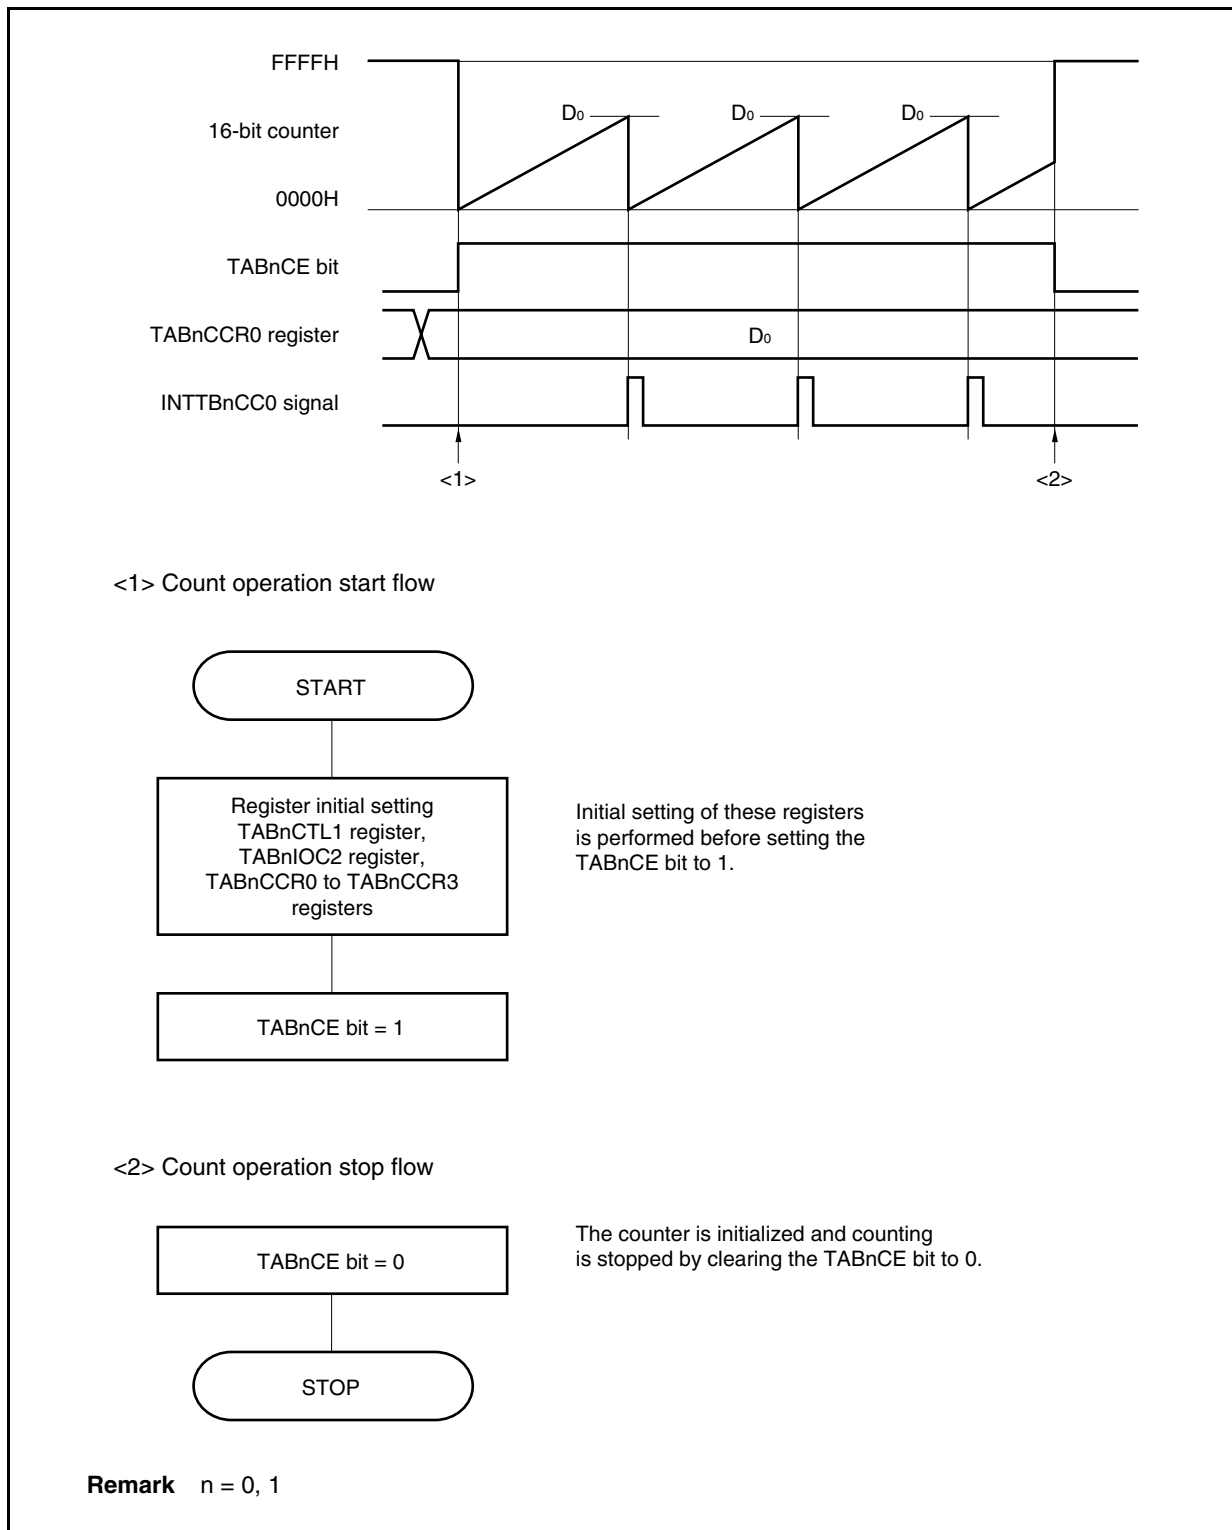 FFFFH
D0 D0 D0
16-bit counter
0000H
TABnCE bit
TABnCCR0 register D0
INTTBnCC0 signal
<1> <2>
<1> Count operation start flow
START
Register initial setting
TABnCTL1 register,
TABnIOC2 register,
TABnCCR0 to TABnCCR3
registers
Initial setting of these registers
is performed before setting the
TABnCE bit to 1.
TABnCE bit = 1
<2> Count operation stop flow
TABnCE bit = 0
The counter is initialized and counting
is stopped by clearing the TABnCE bit to 0.
STOP
Remark n = 0, 1